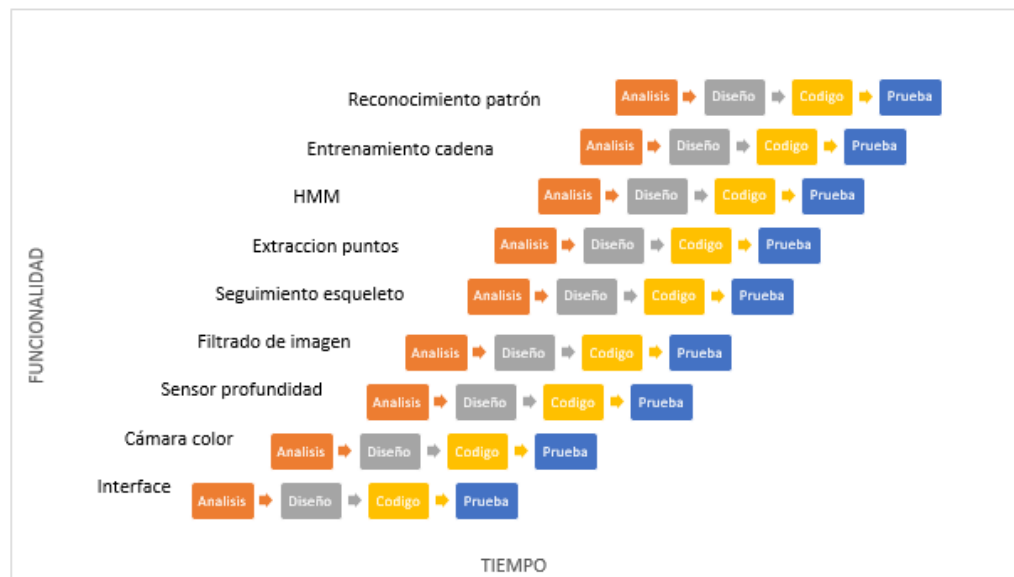 Reconocimiento patrón Analisis Diseño Codigo Prueba
Entrenamiento cadena Analisis Diseño Codigo Prueba
HMM Analisis Diseño Codigo Prueba
Extraccion puntos Analisis Diseño Codigo Prueba
Seguimiento esqueleto Analisis Diseño Codigo Prueba
Filtrado de imagen Analisis Diseño Codigo Prueba
Sensor profundidad Analisis Diseño Codigo Prueba
Cámara color Analisis Diseño Codigo Prueba
Interface Analisis Diseño Codigo Prueba
FUNCIONALIDAD
TIEMPO